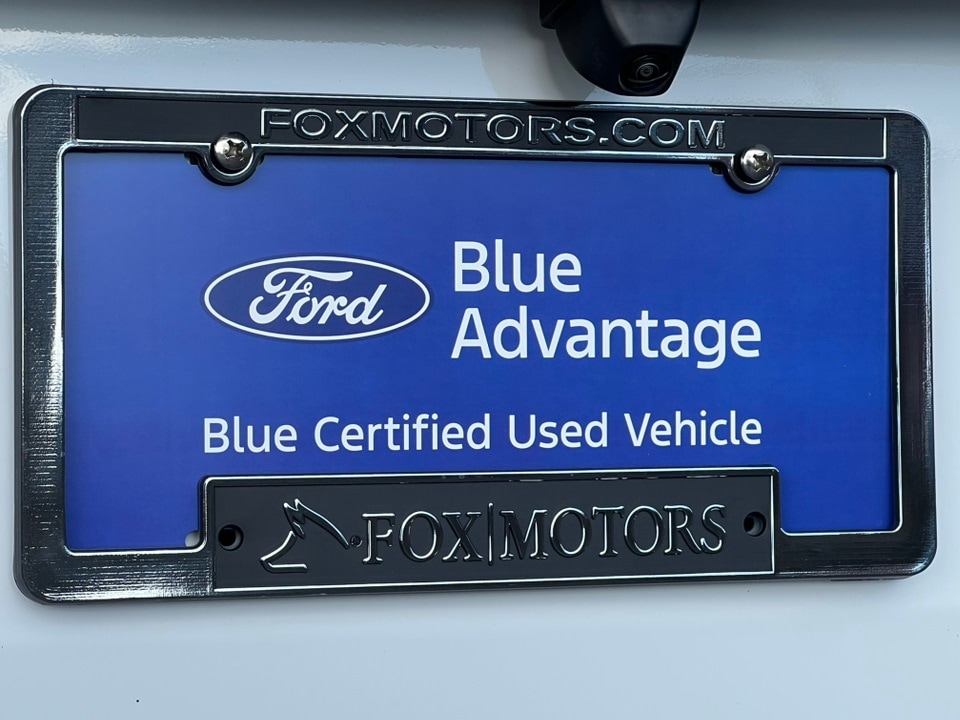 FOXMOTORS.COM
Ford
Blue
Advantage
Blue Certified Used Vehicle
FOX|MOTORS